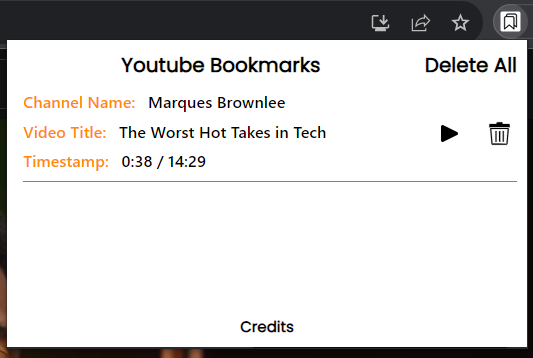 Youtube Bookmarks Delete All
Channel Name: Marques Brownlee
Video Title: The Worst Hot Takes in Tech
Timestamp: 0:38 / 14:29
Credits